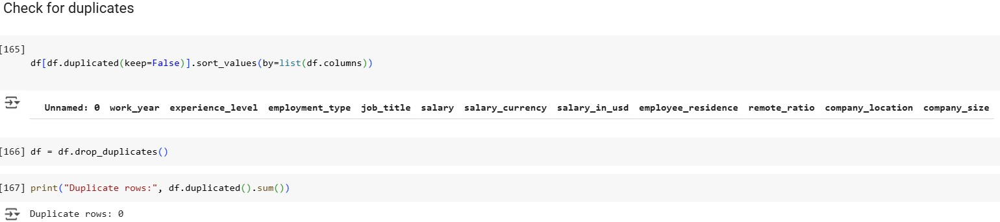 Check for duplicates
[165]
df[df.duplicated(keep=False)].sort_values(by=list(df.columns))
Unnamed: 0 work_year experience_level employment_type job_title salary salary_currency salary_in_usd employee_residence remote_ratio company_location company_size
[166] df = df.drop_duplicates()
[167] print("Duplicate rows:", df.duplicated().sum())
Duplicate rows: 0